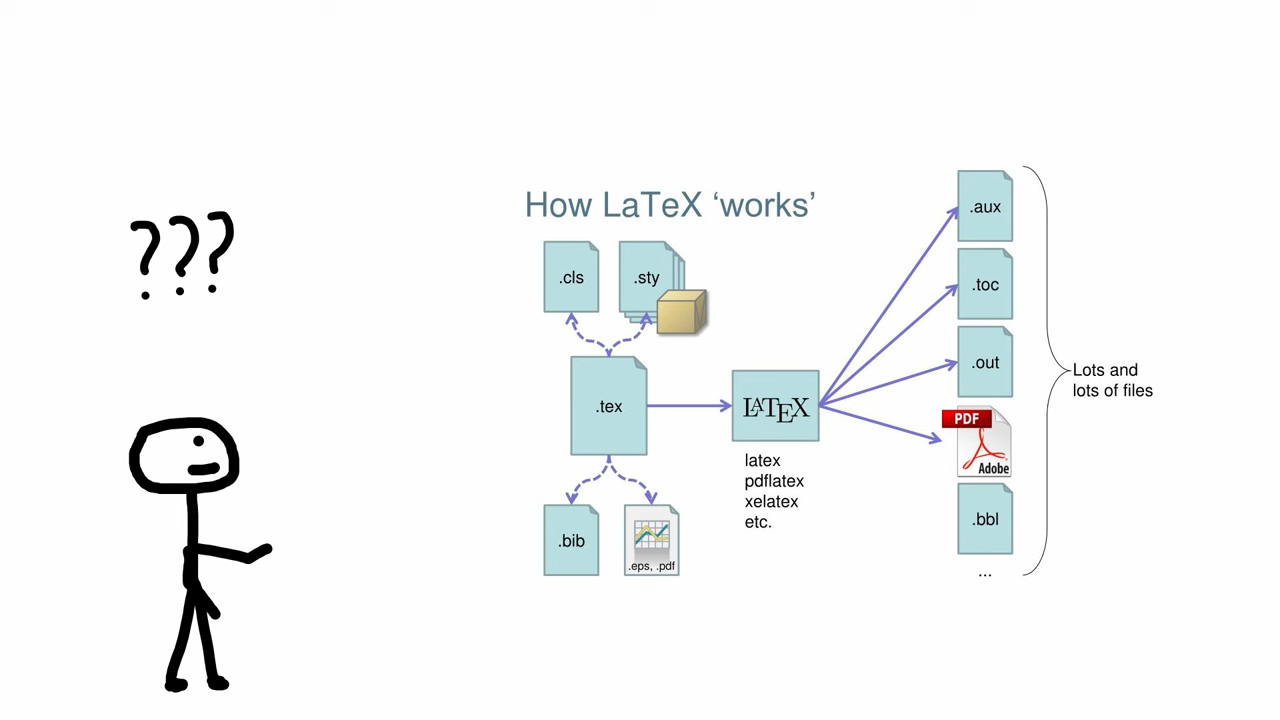 ???
How LaTeX ‘works’
.cls
.sty
.tex
.bib
.eps, .pdf
LATEX
latex
pdflatex
xelatex
etc.
.aux
.toc
.out
PDF
Adobe
.bbl
...
Lots and
lots of files